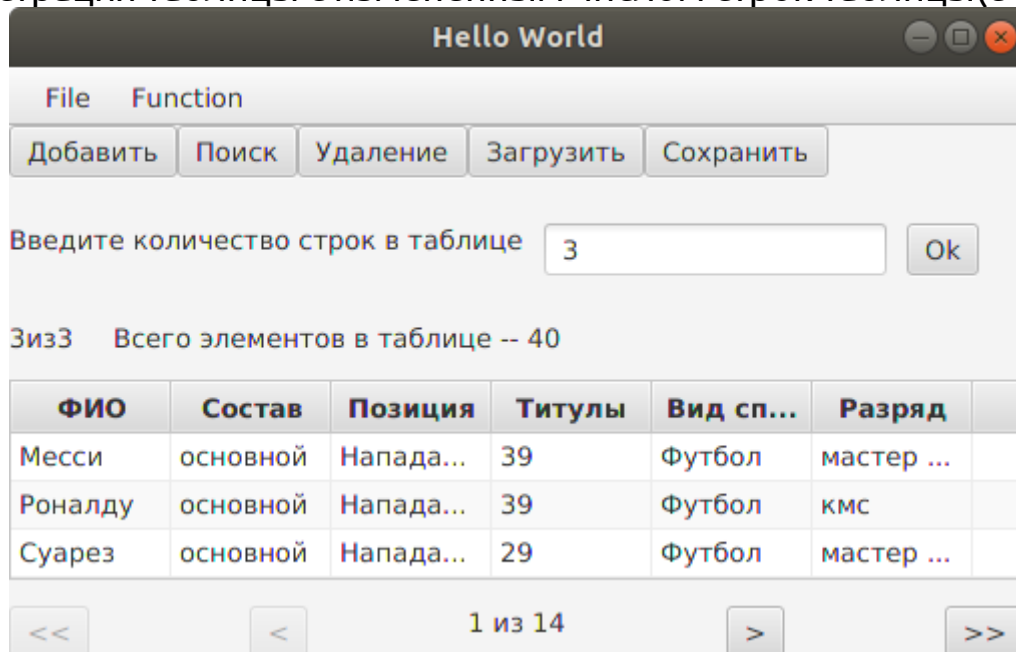 Hello World
File Function
Добавить Поиск Удаление Загрузить Сохранить
Введите количество строк в таблице 3 Ok
3из3 Всего элементов в таблице -- 40
ФИО Состав Позиция Титулы Вид сп... Разряд
Месси основной Напада... 39 Футбол мастер ...
Роналду основной Напада... 39 Футбол кмс
Суарез основной Напада... 29 Футбол мастер ...
<< < 1 из 14 > >>